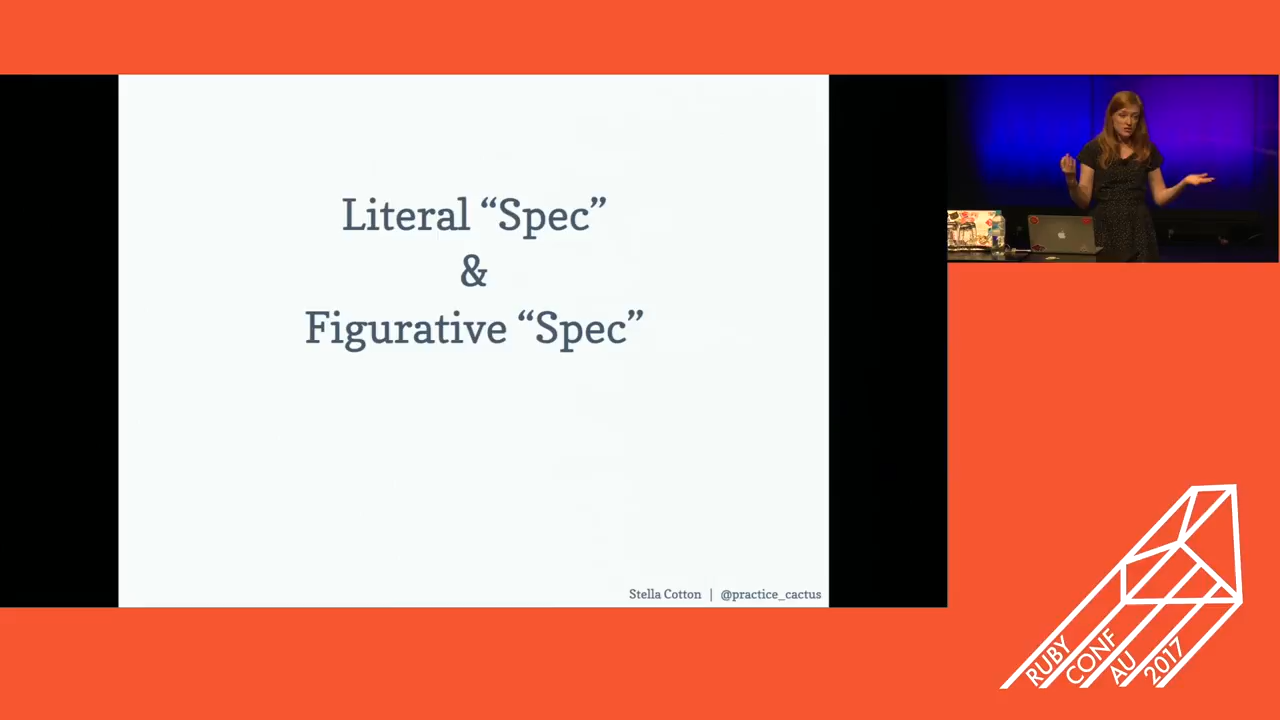 Literal “Spec”
&
Figurative “Spec”
Stella Cotton | @practice_cactus
RUBY
CONF
AU
2017